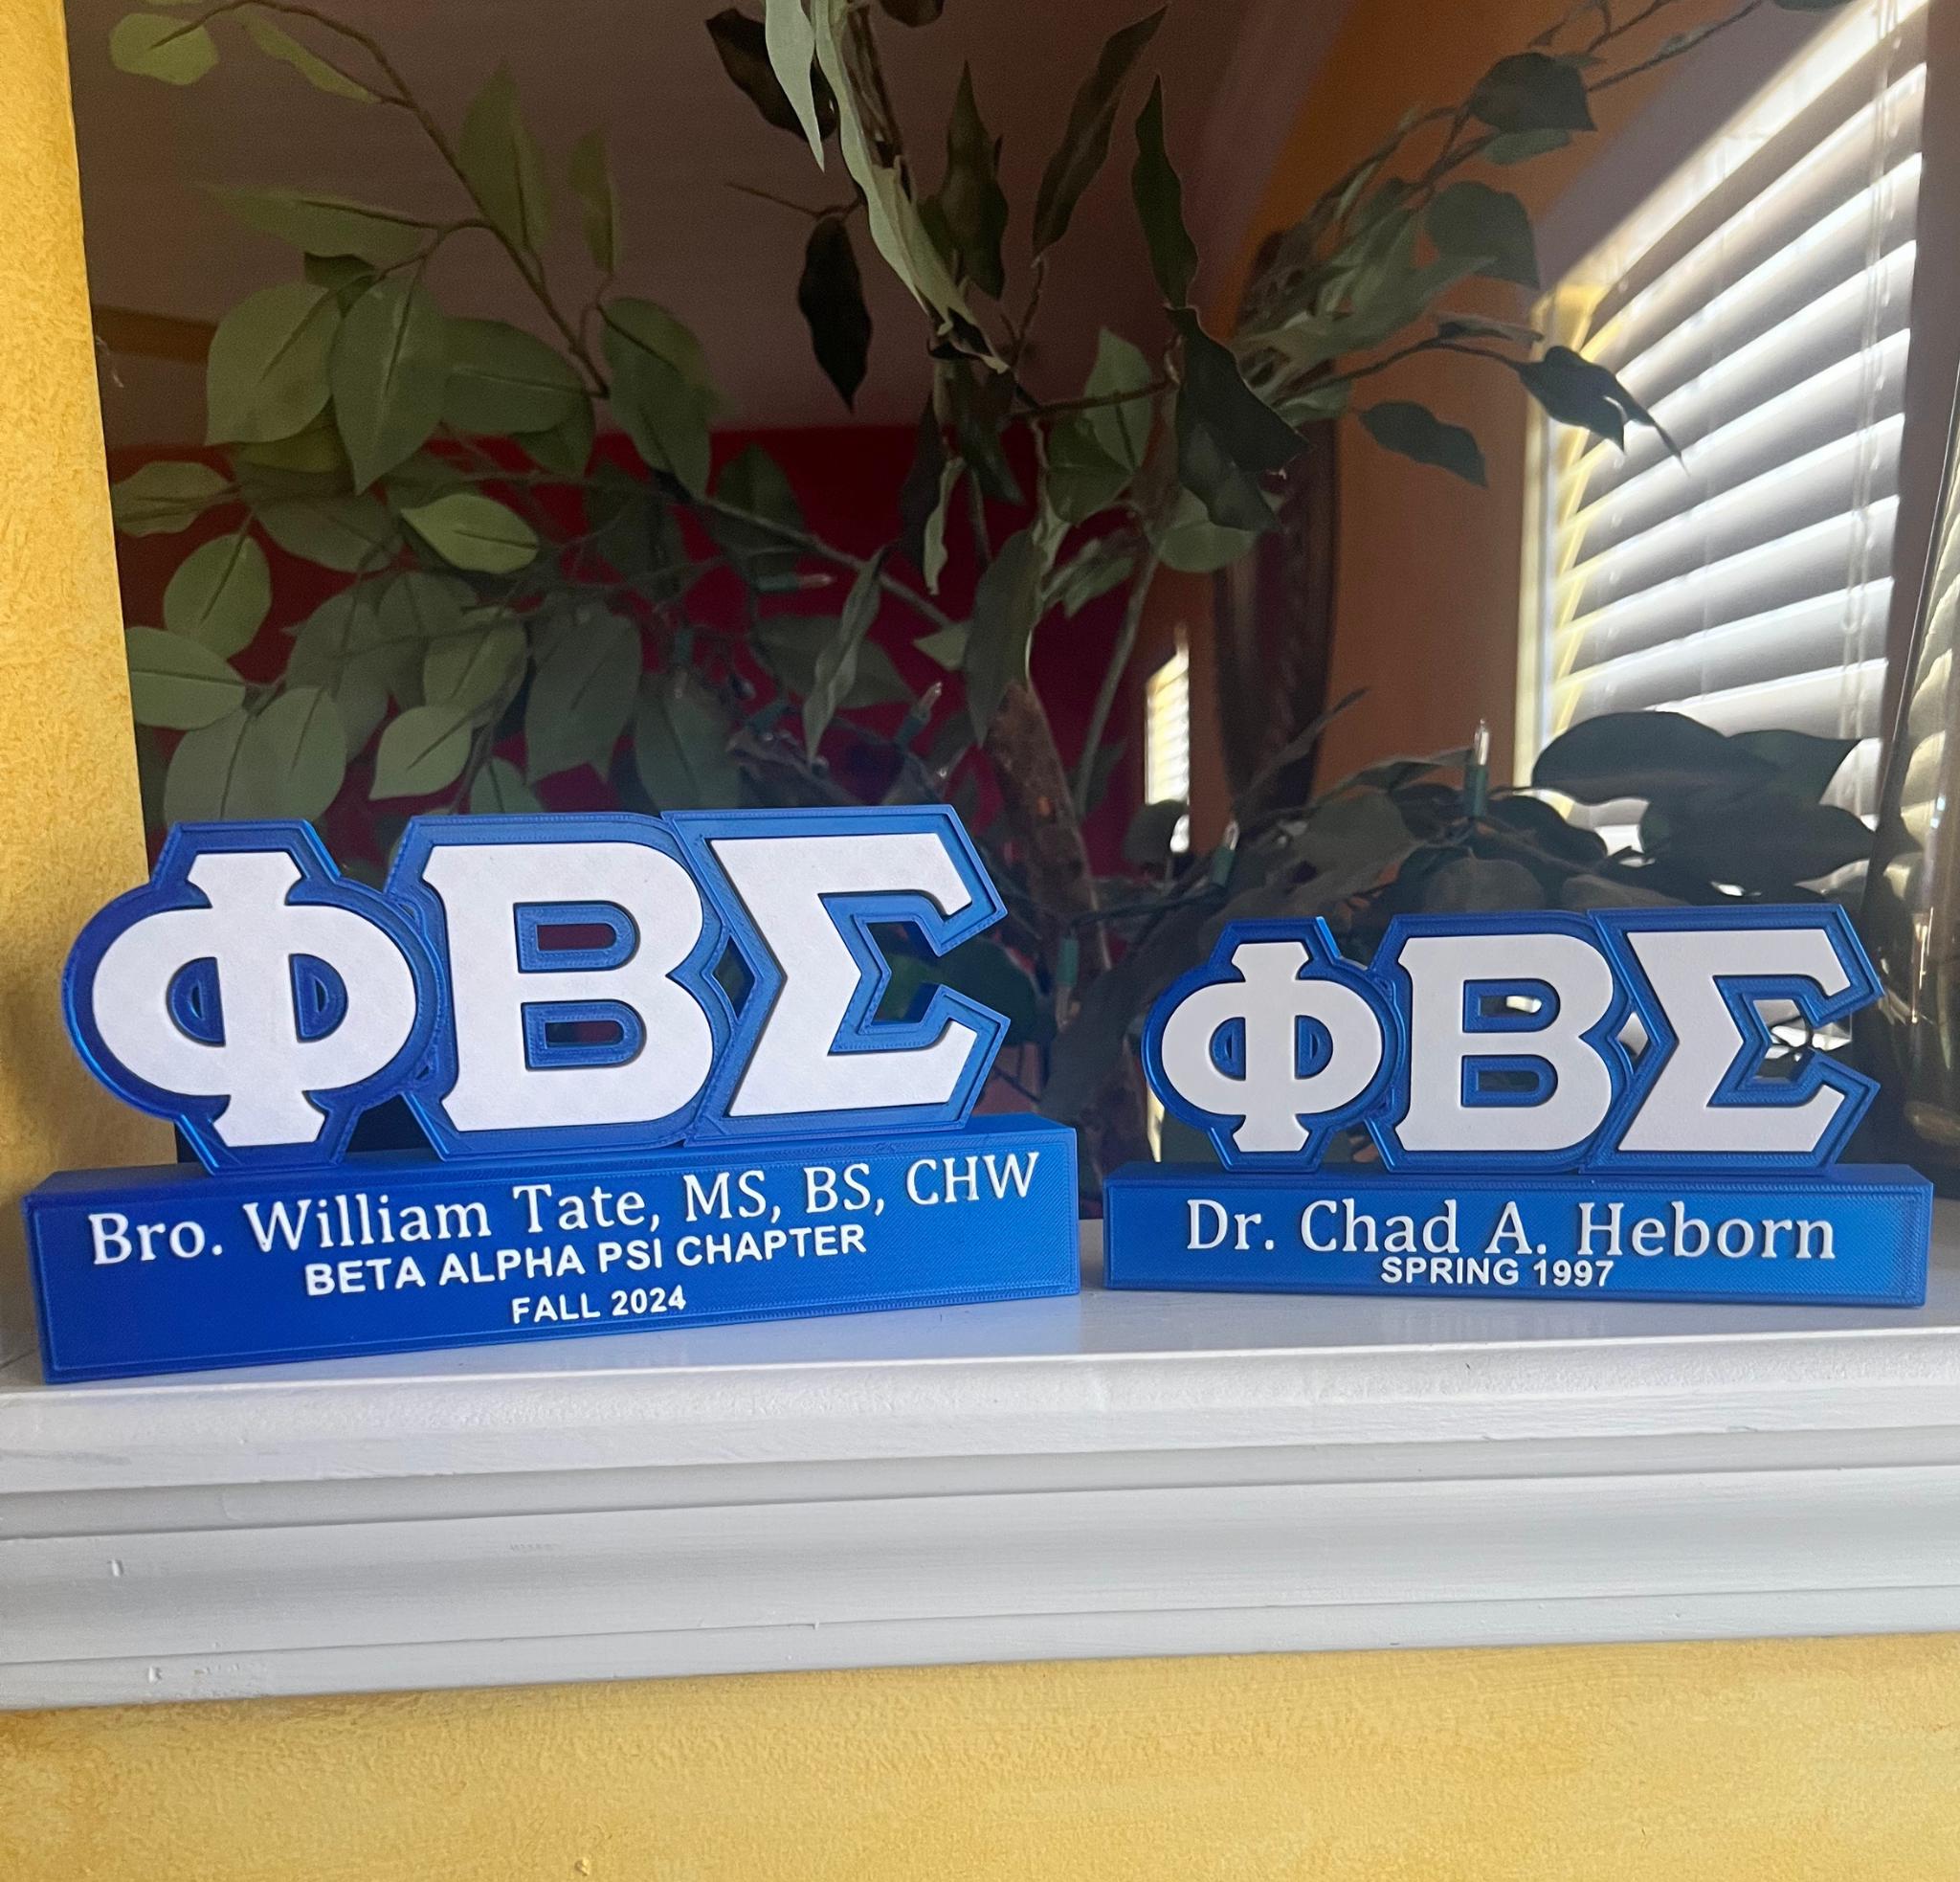 ΦΒΣ
Bro. William Tate, MS, BS, CHW
BETA ALPHA PSI CHAPTER
FALL 2024
ΦΒΣ
Dr. Chad A. Heborn
SPRING 1997